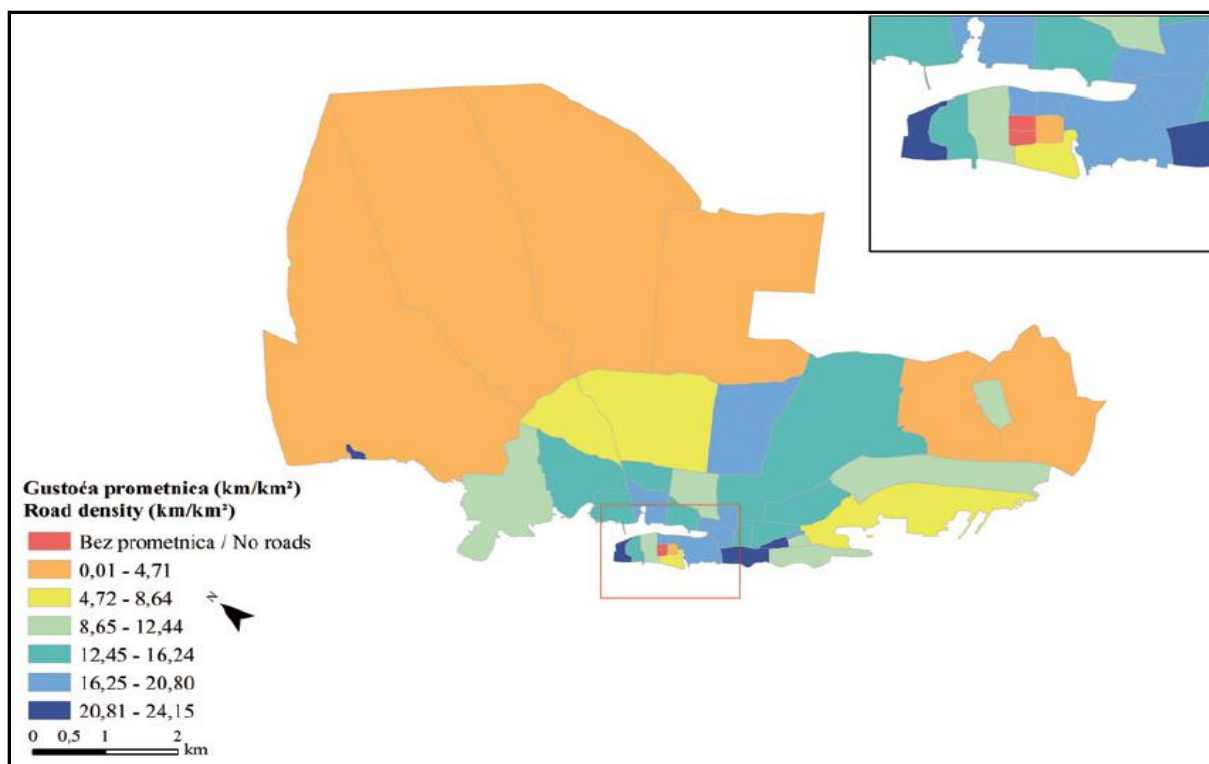 Gustoća prometnica (km/km²)
Road density (km/km²)
Bez prometnica / No roads
0,01 - 4,71
4,72 - 8,64
8,65 - 12,44
12,45 - 16,24
16,25 - 20,80
20,81 - 24,15
N
0 0,5 1 2
km